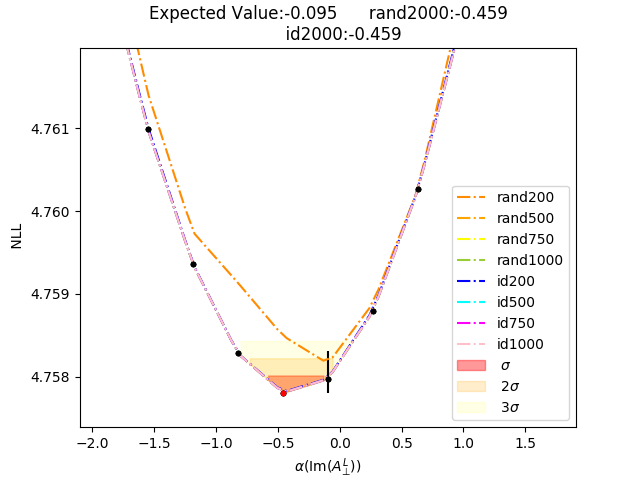 Expected Value:-0.095 rand2000:-0.459
id2000:-0.459
NLL
4.761
4.760
4.759
4.758
rand200
rand500
rand750
rand1000
id200
id500
id750
id1000
σ
2σ
3σ
−2.0 −1.5 −1.0 −0.5 0.0 0.5 1.0 1.5
α(Im(A_⊥^L))